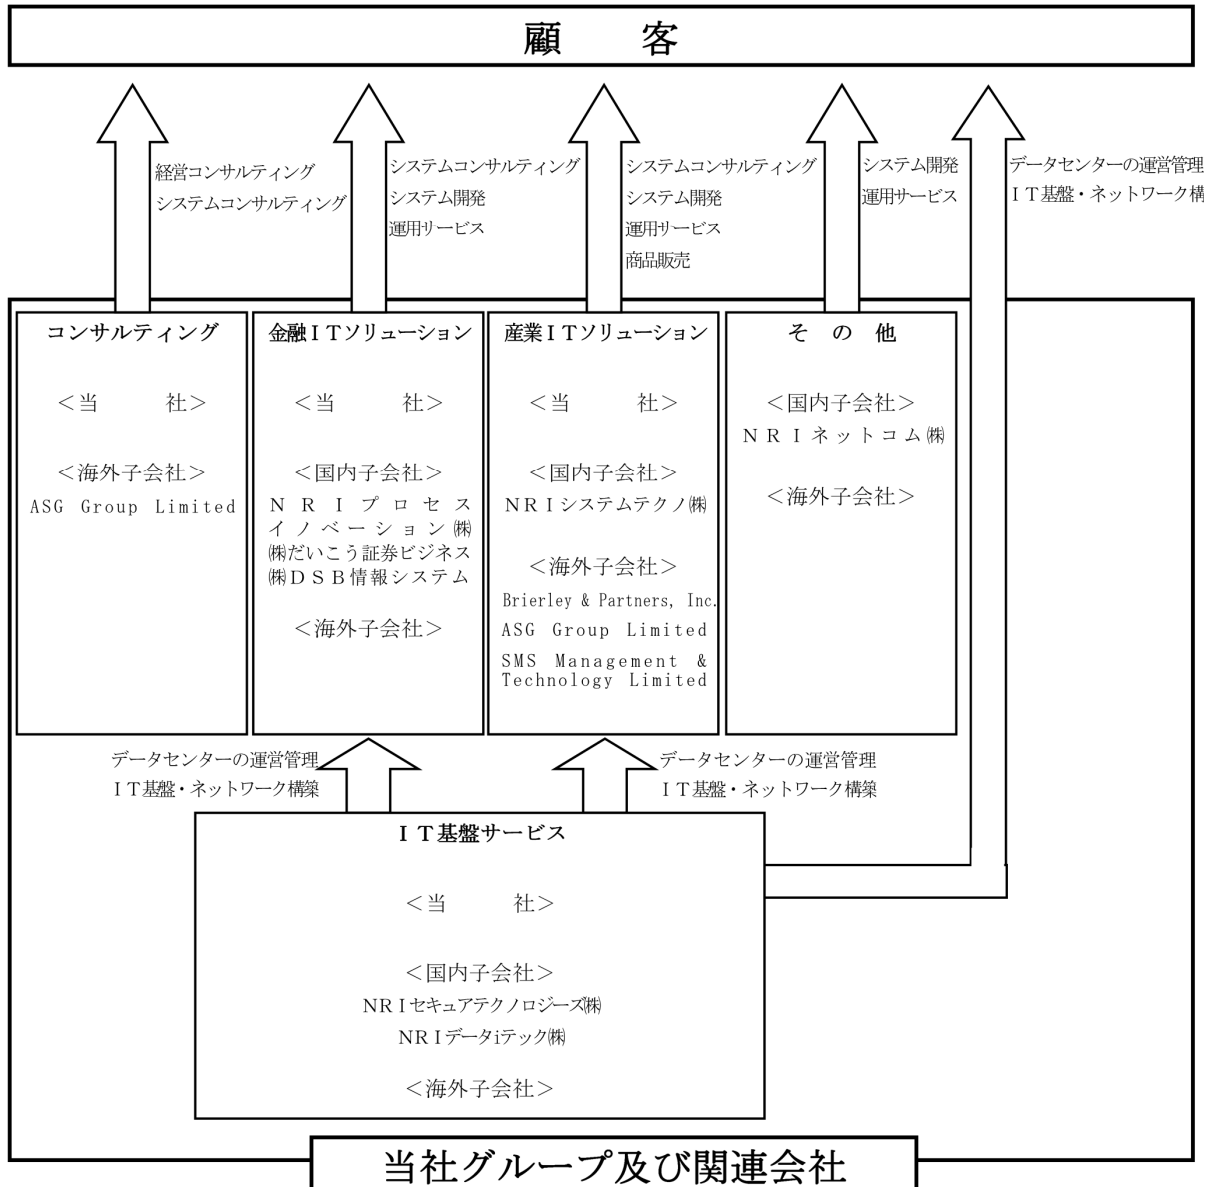 顧　客
経営コンサルティング
システムコンサルティング
システムコンサルティング
システム開発
運用サービス
システムコンサルティング
システム開発
運用サービス
商品販売
システム開発
運用サービス
データセンターの運営管理
ＩＴ基盤・ネットワーク構
コンサルティング
＜当　社＞
＜海外子会社＞
ASG Group Limited
金融ＩＴソリューション
＜当　社＞
＜国内子会社＞
ＮＲＩプロセス
イノベーション㈱
㈱だいこう証券ビジネス
㈱ＤＳＢ情報システム
＜海外子会社＞
産業ＩＴソリューション
＜当　社＞
＜国内子会社＞
ＮＲＩシステムテクノ㈱
＜海外子会社＞
Brierley & Partners, Inc.
ASG Group Limited
SMS Management &
Technology Limited
その他
＜国内子会社＞
ＮＲＩネットコム㈱
＜海外子会社＞
データセンターの運営管理
ＩＴ基盤・ネットワーク構築
データセンターの運営管理
ＩＴ基盤・ネットワーク構築
ＩＴ基盤サービス
＜当　社＞
＜国内子会社＞
ＮＲＩセキュアテクノロジーズ㈱
ＮＲＩデータiテック㈱
＜海外子会社＞
当社グループ及び関連会社